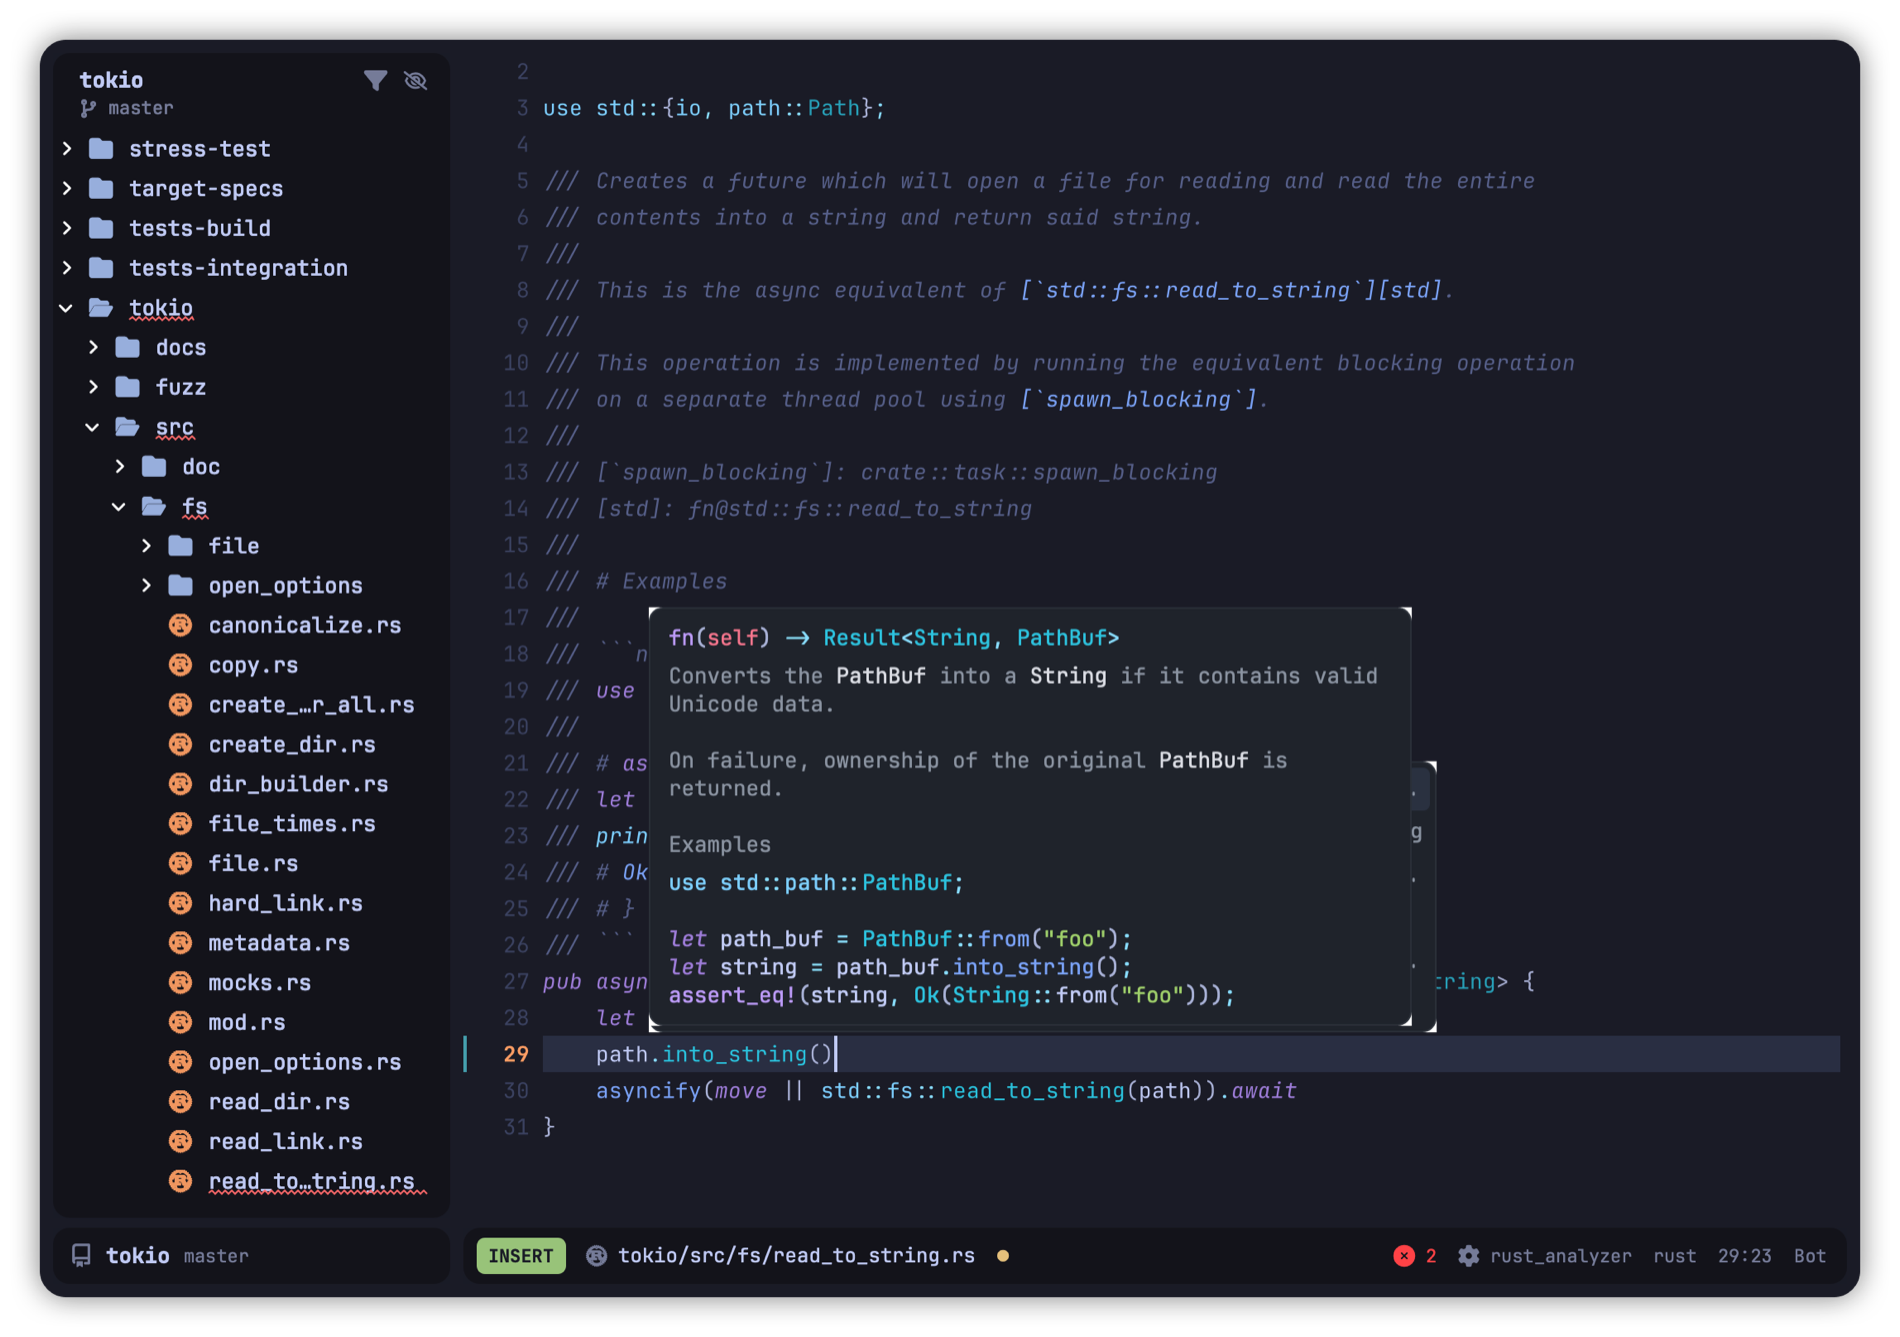 tokio
master
stress-test
target-specs
tests-build
tests-integration
tokio
docs
fuzz
src
doc
fs
file
open_options
canonicalize.rs
copy.rs
create_…r_all.rs
create_dir.rs
dir_builder.rs
file_times.rs
file.rs
hard_link.rs
metadata.rs
mocks.rs
mod.rs
open_options.rs
read_dir.rs
read_link.rs
read_to…tring.rs
tokio master
2
3 use std::{io, path::Path};
4
5 /// Creates a future which will open a file for reading and read the entire
6 /// contents into a string and return said string.
7 ///
8 /// This is the async equivalent of [`std::fs::read_to_string`][std].
9 ///
10 /// This operation is implemented by running the equivalent blocking operation
11 /// on a separate thread pool using [`spawn_blocking`].
12 ///
13 /// [`spawn_blocking`]: crate::task::spawn_blocking
14 /// [std]: fn@std::fs::read_to_string
15 ///
16 /// # Examples
17 ///
18 /// ```n
19 /// use
20 ///
21 /// # as
22 /// let
23 /// prin
24 /// # Ok
25 /// # }
26 /// ```
27 pub asyn tring> {
28 let
29 path.into_string()
30 asyncify(move || std::fs::read_to_string(path)).await
31 }
fn(self) -> Result<String, PathBuf>
Converts the PathBuf into a String if it contains valid
Unicode data.
On failure, ownership of the original PathBuf is
returned.
Examples
use std::path::PathBuf;
let path_buf = PathBuf::from("foo");
let string = path_buf.into_string();
assert_eq!(string, Ok(String::from("foo")));
g
INSERT tokio/src/fs/read_to_string.rs 2 rust_analyzer rust 29:23 Bot